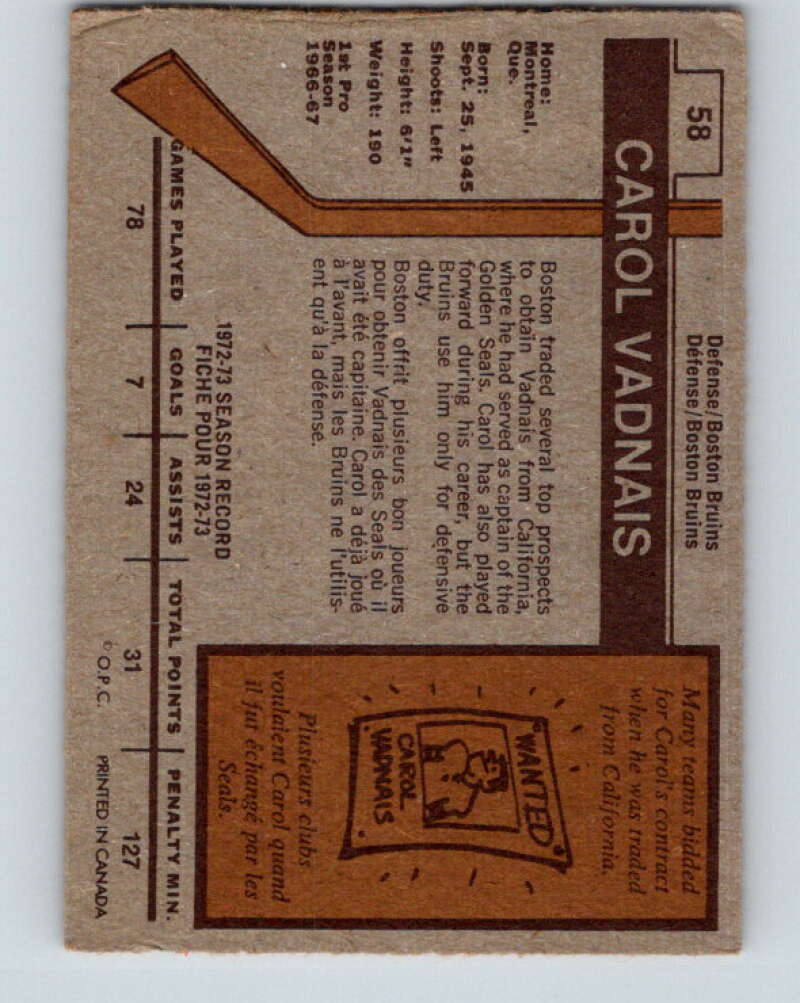 58
Defense/Boston Bruins
Défense/Boston Bruins
CAROL VADNAIS
Home:
Montreal,
Que.
Born:
Sept. 25, 1945
Shoots: Left
Height: 6'1"
Weight: 190
1st Pro
Season
1966-67
Boston traded several top prospects
to obtain Vadnais from California,
where he had served as captain of the
Golden Seals. Carol has also played
forward during his career, but the
Bruins use him only for defensive
duty.
Boston offrit plusieurs bon joueurs
pour obtenir Vadnais des Seals où il
avait été capitaine. Carol a déjà joué
à l'avant, mais les Bruins ne l'utilis-
ent qu'à la défense.
Many teams bidded
for Carol's contract
when he was traded
from California.
WANTED
CAROL
VADNAIS
Plusieurs clubs
voulaient Carol quand
il fut échangé par les
Seals.
1972-73 SEASON RECORD
FICHE POUR 1972-73
GAMES PLAYED GOALS ASSISTS TOTAL POINTS PENALTY MIN.
78 7 24 31 127
© O.P.C. PRINTED IN CANADA